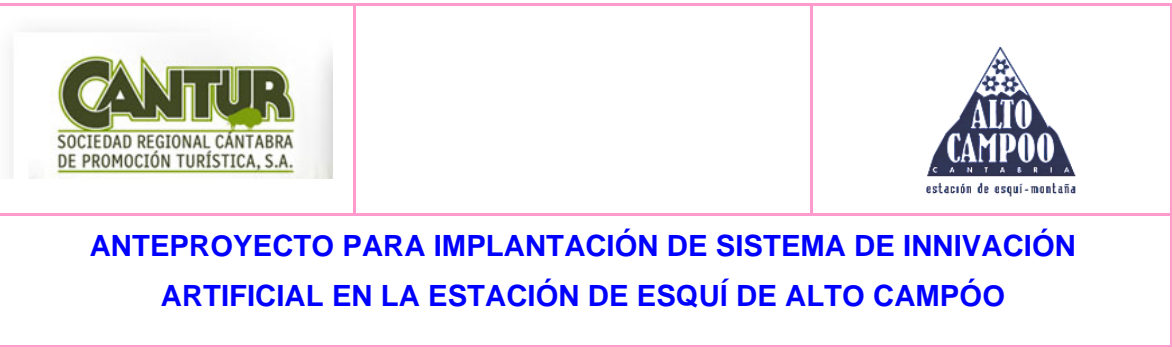 CANTUR
SOCIEDAD REGIONAL CÁNTABRA
DE PROMOCIÓN TURÍSTICA, S.A.
ALTO
CAMPOO
CANTABRIA
estación de esquí-montaña
ANTEPROYECTO PARA IMPLANTACIÓN DE SISTEMA DE INNIVACIÓN
ARTIFICIAL EN LA ESTACIÓN DE ESQUÍ DE ALTO CAMPÓO